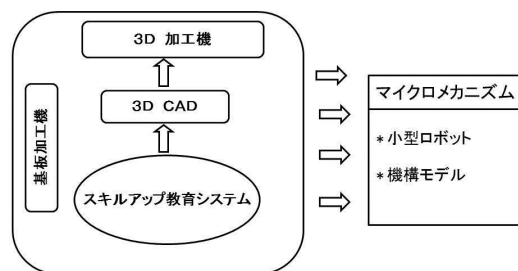 3D 加工機
3D CAD
基板加工機
スキルアップ教育システム
マイクロメカニズム
*小型ロボット
*機構モデル